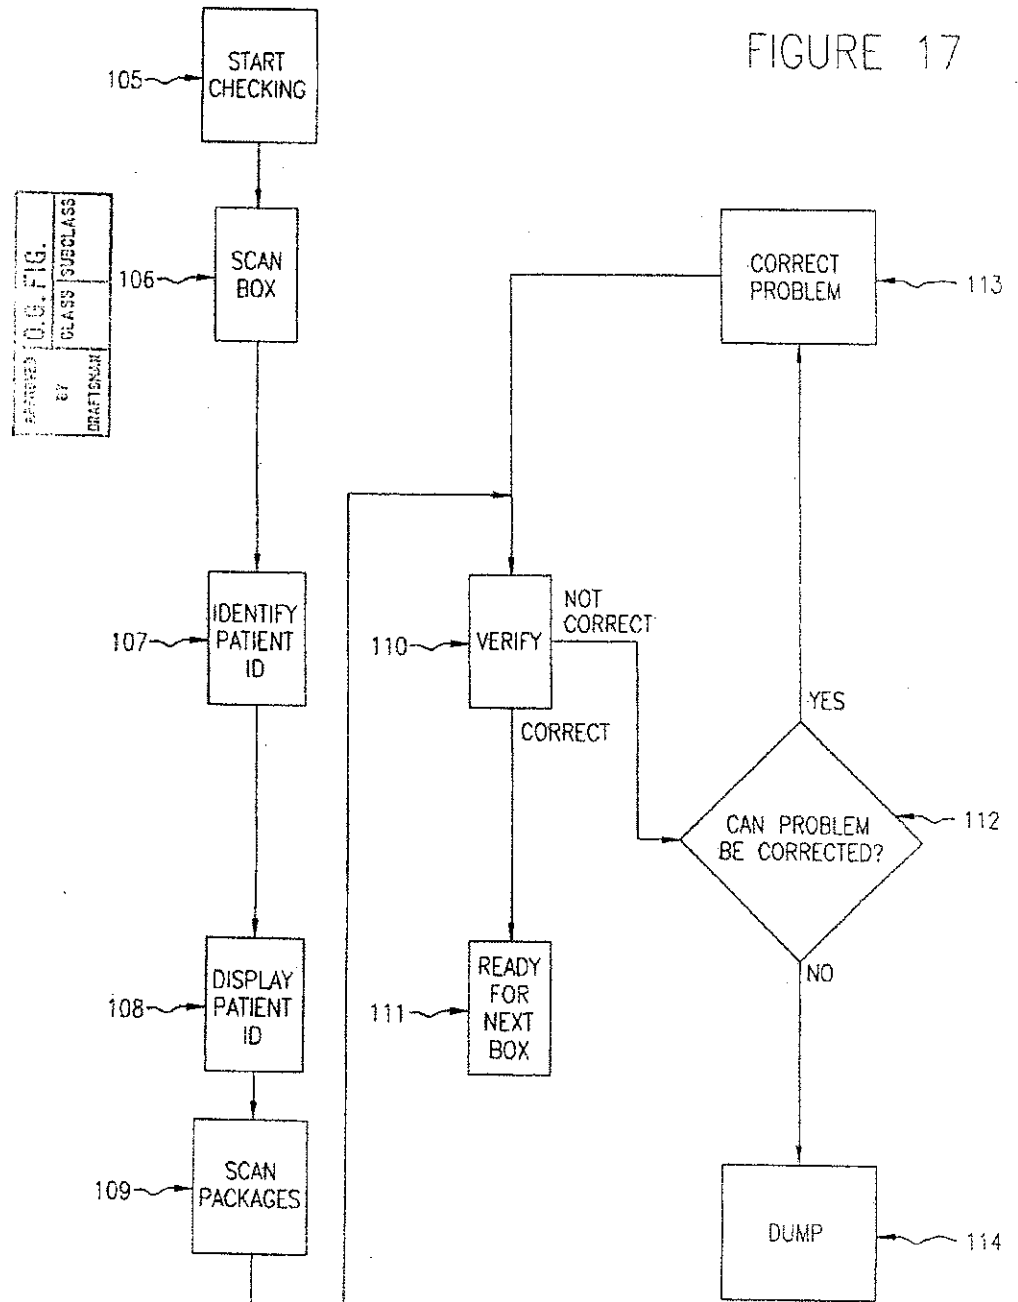 FIGURE 17
105
START
CHECKING
APPROVED
BY
DRAFTSMAN
O.G. FIG.
CLASS
SUBCLASS
106
SCAN
BOX
107
IDENTIFY
PATIENT
ID
108
DISPLAY
PATIENT
ID
109
SCAN
PACKAGES
110
VERIFY
NOT
CORRECT
CORRECT
111
READY
FOR
NEXT
BOX
CAN PROBLEM
BE CORRECTED?
112
YES
CORRECT
PROBLEM
113
NO
DUMP
114